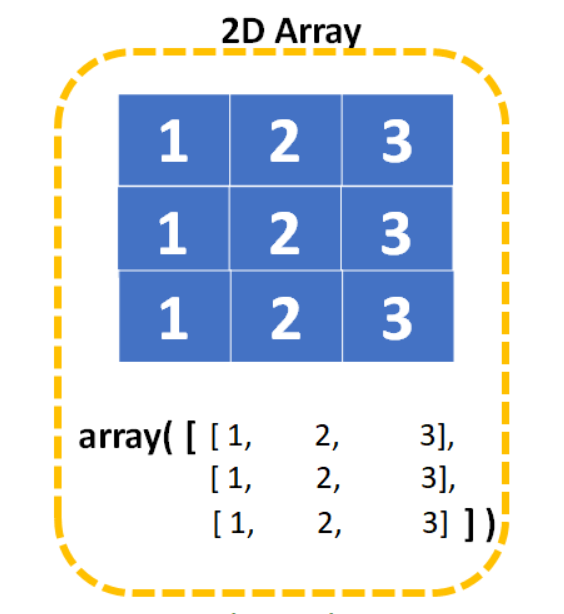 2D Array
1 2 3
1 2 3
1 2 3
array( [ [ 1, 2, 3],
[ 1, 2, 3],
[ 1, 2, 3] ] )